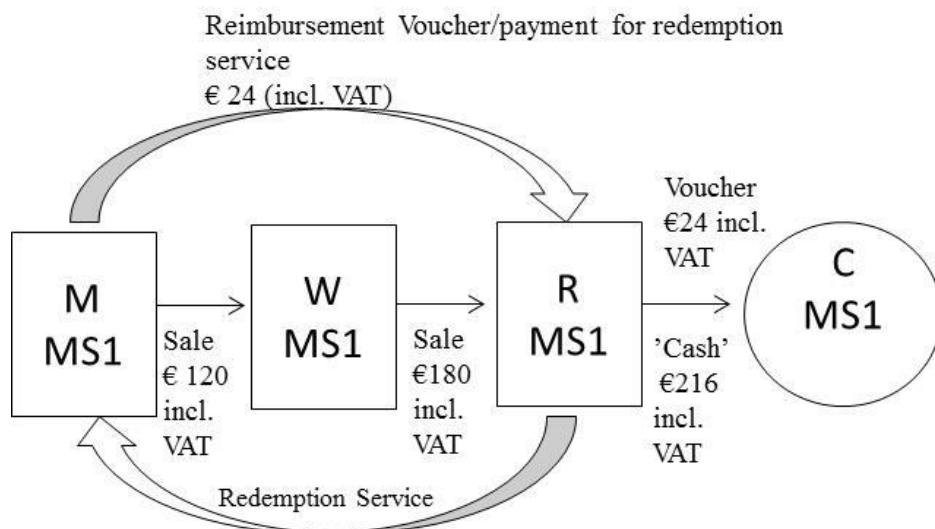 Reimbursement Voucher/payment for redemption
service
€ 24 (incl. VAT)
M
MS1
Sale
€ 120
incl.
VAT
W
MS1
Sale
€180
incl.
VAT
R
MS1
Voucher
€24 incl.
VAT
’Cash’
€216
incl.
VAT
C
MS1
Redemption Service